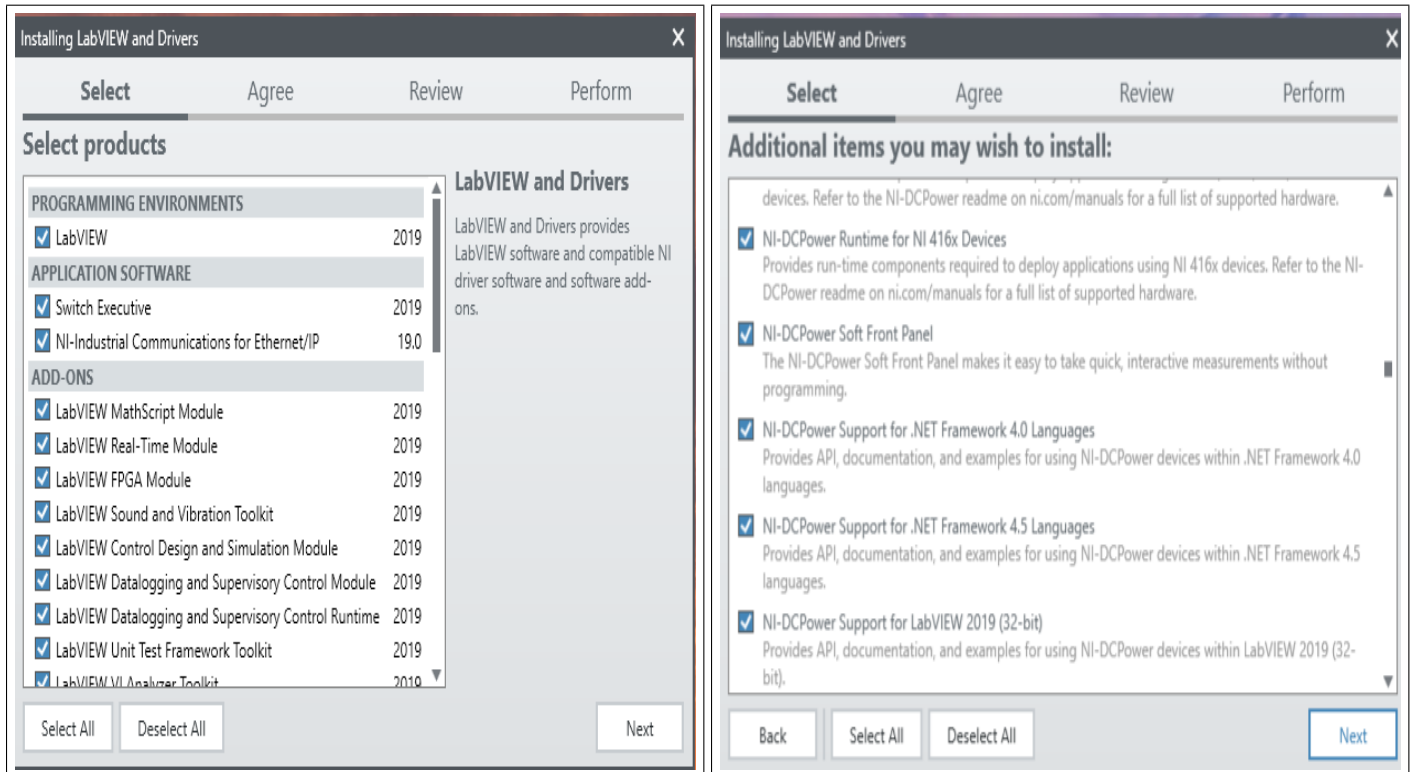 Installing LabVIEW and Drivers
X
Select Agree Review Perform
Select products
PROGRAMMING ENVIRONMENTS
LabVIEW 2019
APPLICATION SOFTWARE
Switch Executive 2019
NI-Industrial Communications for Ethernet/IP 19.0
ADD-ONS
LabVIEW MathScript Module 2019
LabVIEW Real-Time Module 2019
LabVIEW FPGA Module 2019
LabVIEW Sound and Vibration Toolkit 2019
LabVIEW Control Design and Simulation Module 2019
LabVIEW Datalogging and Supervisory Control Module 2019
LabVIEW Datalogging and Supervisory Control Runtime 2019
LabVIEW Unit Test Framework Toolkit 2019
LabVIEW VI Analyzer Toolkit 2019
LabVIEW and Drivers
LabVIEW and Drivers provides
LabVIEW software and compatible NI
driver software and software add-
ons.
Select All Deselect All Next
Installing LabVIEW and Drivers
X
Select Agree Review Perform
Additional items you may wish to install:
devices. Refer to the NI-DCPower readme on ni.com/manuals for a full list of supported hardware.
NI-DCPower Runtime for NI 416x Devices
Provides run-time components required to deploy applications using NI 416x devices. Refer to the NI-
DCPower readme on ni.com/manuals for a full list of supported hardware.
NI-DCPower Soft Front Panel
The NI-DCPower Soft Front Panel makes it easy to take quick, interactive measurements without
programming.
NI-DCPower Support for .NET Framework 4.0 Languages
Provides API, documentation, and examples for using NI-DCPower devices within .NET Framework 4.0
languages.
NI-DCPower Support for .NET Framework 4.5 Languages
Provides API, documentation, and examples for using NI-DCPower devices within .NET Framework 4.5
languages.
NI-DCPower Support for LabVIEW 2019 (32-bit)
Provides API, documentation, and examples for using NI-DCPower devices within LabVIEW 2019 (32-
bit).
Back Select All Deselect All Next